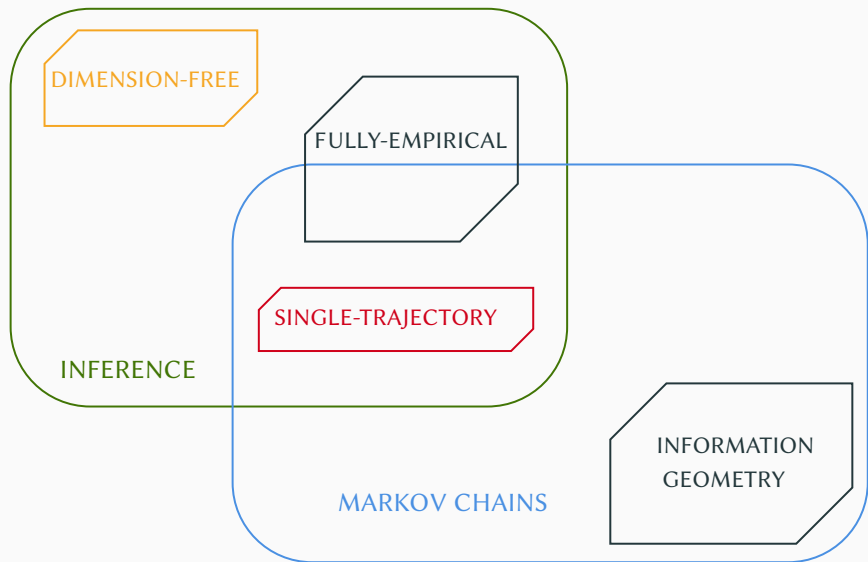 DIMENSION-FREE
FULLY-EMPIRICAL
SINGLE-TRAJECTORY
INFERENCE
INFORMATION
GEOMETRY
MARKOV CHAINS